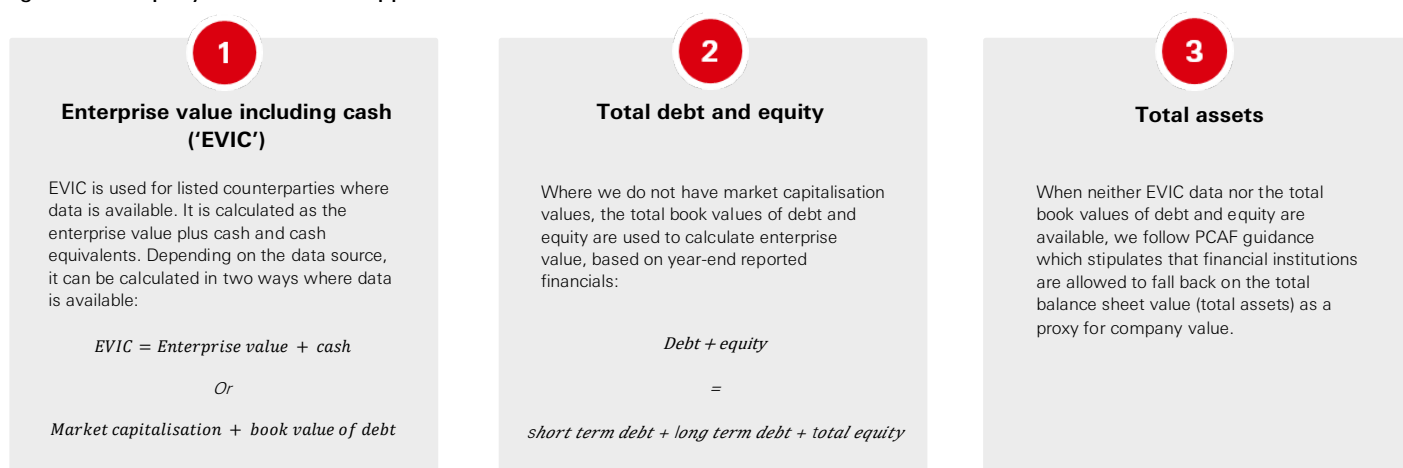 1
Enterprise value including cash
(‘EVIC’)
EVIC is used for listed counterparties where
data is available. It is calculated as the
enterprise value plus cash and cash
equivalents. Depending on the data source,
it can be calculated in two ways where data
is available:
EVIC = Enterprise value + cash
Or
Market capitalisation + book value of debt
2
Total debt and equity
Where we do not have market capitalisation
values, the total book values of debt and
equity are used to calculate enterprise
value, based on year-end reported
financials:
Debt + equity
=
short term debt + long term debt + total equity
3
Total assets
When neither EVIC data nor the total
book values of debt and equity are
available, we follow PCAF guidance
which stipulates that financial institutions
are allowed to fall back on the total
balance sheet value (total assets) as a
proxy for company value.